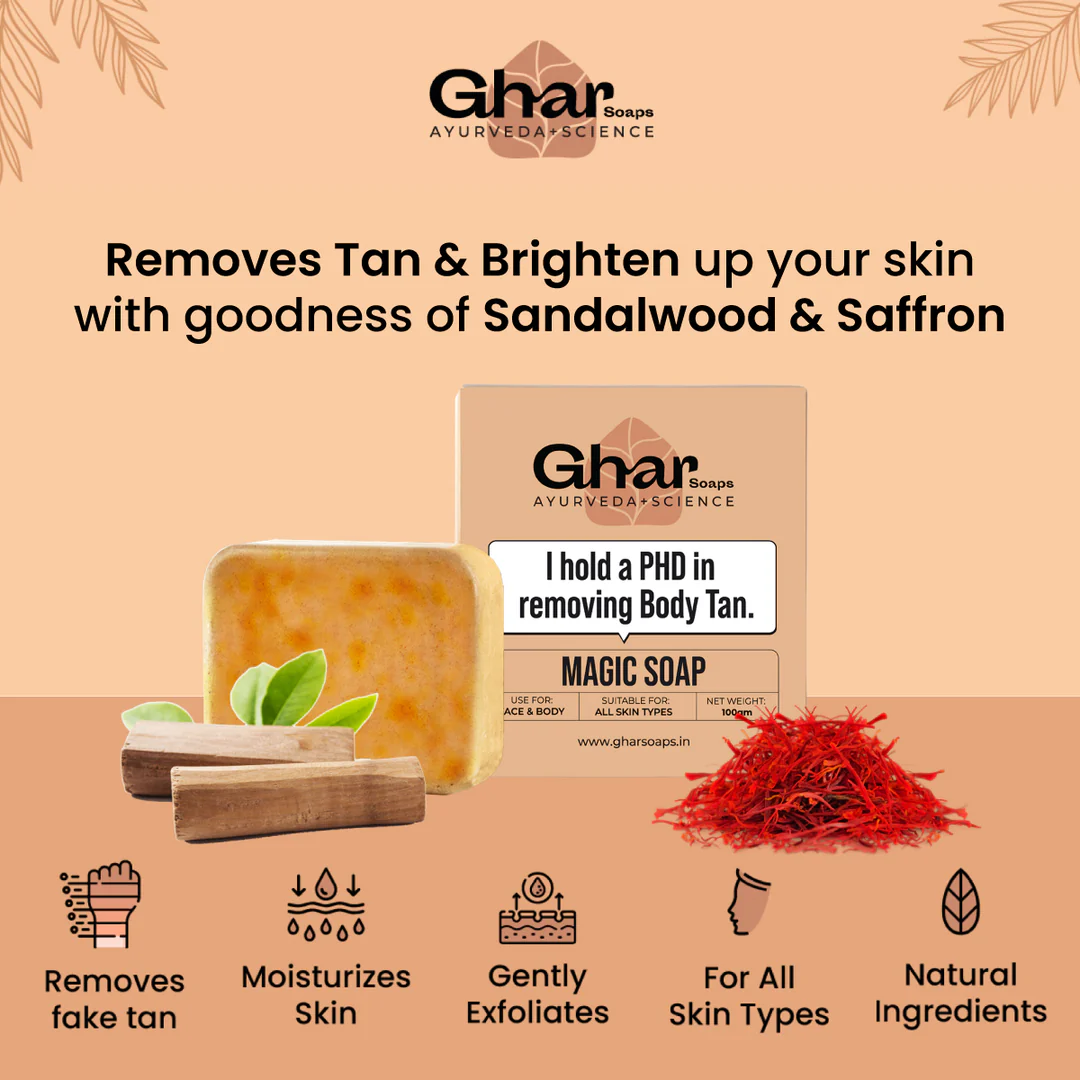 Ghar Soaps
AYURVEDA+SCIENCE
Removes Tan & Brighten up your skin
with goodness of Sandalwood & Saffron
Ghar Soaps
AYURVEDA+SCIENCE
I hold a PHD in
removing Body Tan.
MAGIC SOAP
USE FOR: SUITABLE FOR: NET WEIGHT:
ACE & BODY ALL SKIN TYPES 100gm
www.gharsoaps.in
Removes
fake tan
Moisturizes
Skin
Gently
Exfoliates
For All
Skin Types
Natural
Ingredients